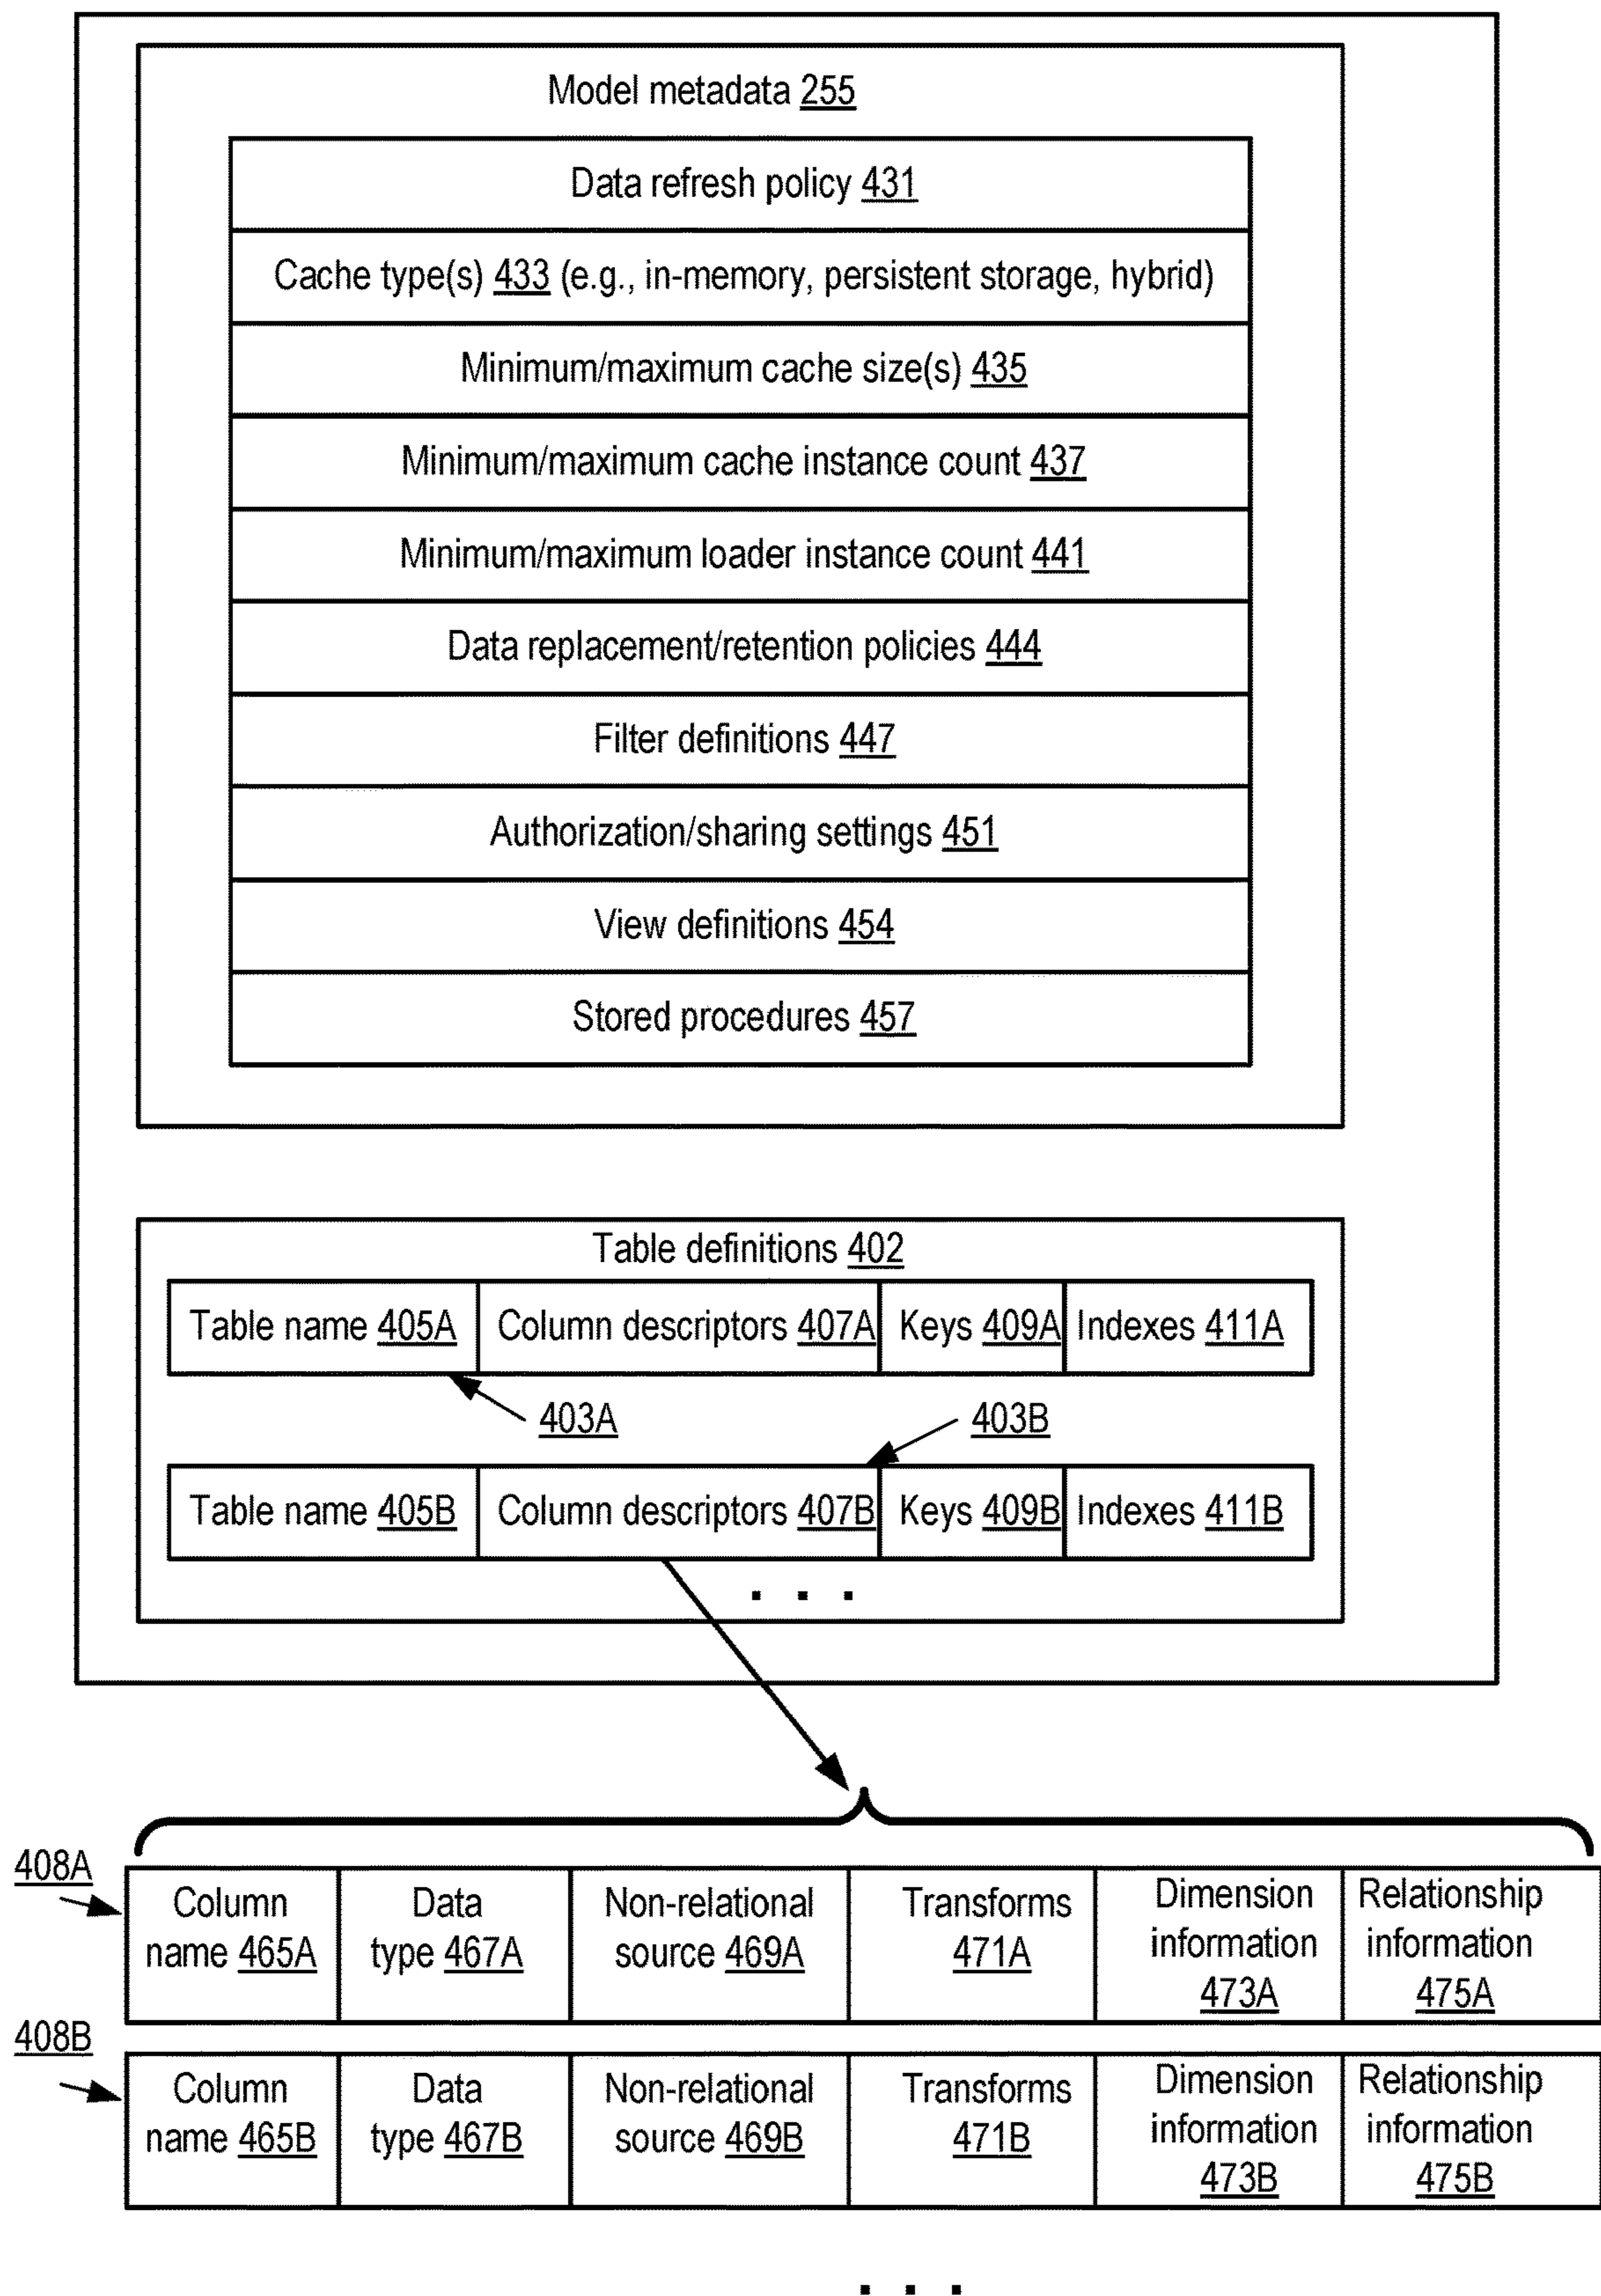 Model metadata 255
Data refresh policy 431
Cache type(s) 433 (e.g., in-memory, persistent storage, hybrid)
Minimum/maximum cache size(s) 435
Minimum/maximum cache instance count 437
Minimum/maximum loader instance count 441
Data replacement/retention policies 444
Filter definitions 447
Authorization/sharing settings 451
View definitions 454
Stored procedures 457
Table definitions 402
Table name 405A
Column descriptors 407A
Keys 409A
Indexes 411A
403A
403B
Table name 405B
Column descriptors 407B
Keys 409B
Indexes 411B
. . .
408A
Column
name 465A
Data
type 467A
Non-relational
source 469A
Transforms
471A
Dimension
information
473A
Relationship
information
475A
408B
Column
name 465B
Data
type 467B
Non-relational
source 469B
Transforms
471B
Dimension
information
473B
Relationship
information
475B
. . .